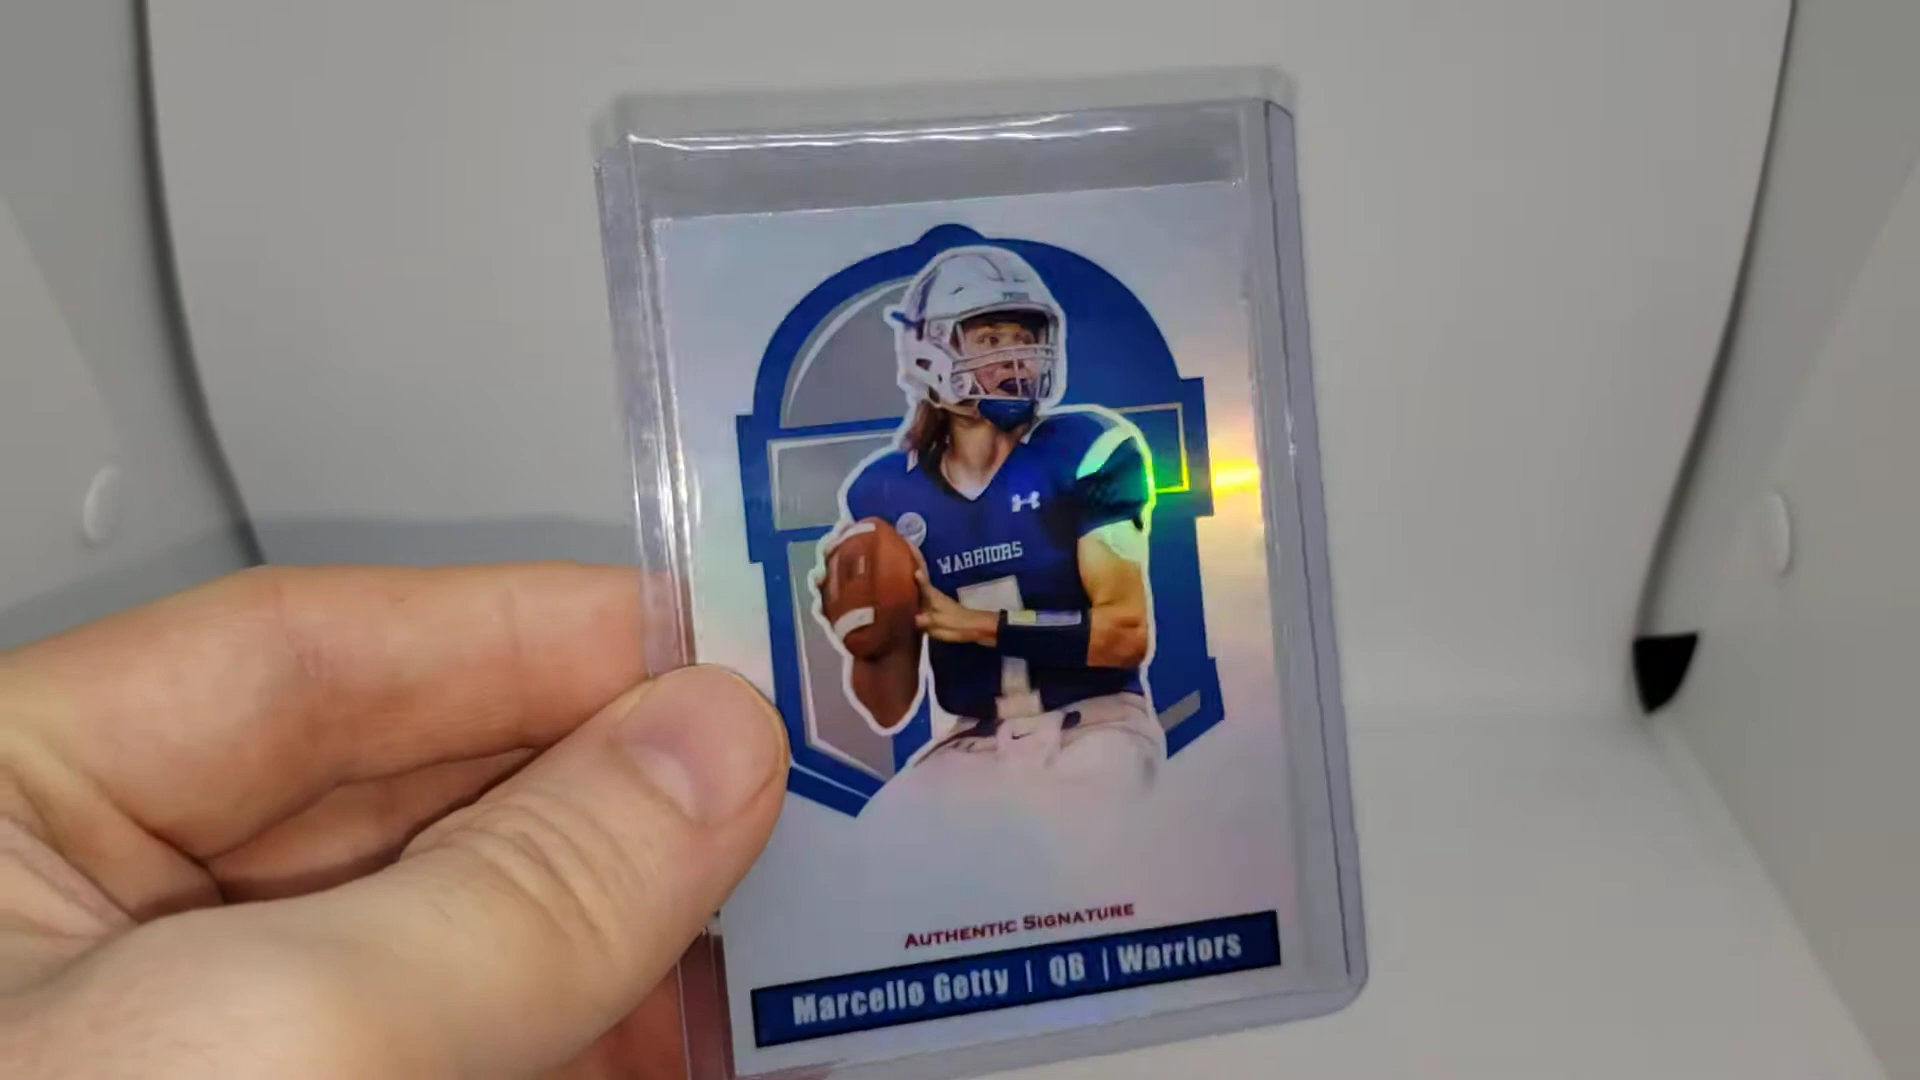 WARRIORS
AUTHENTIC SIGNATURE
Marcello Getty | QB | Warriors